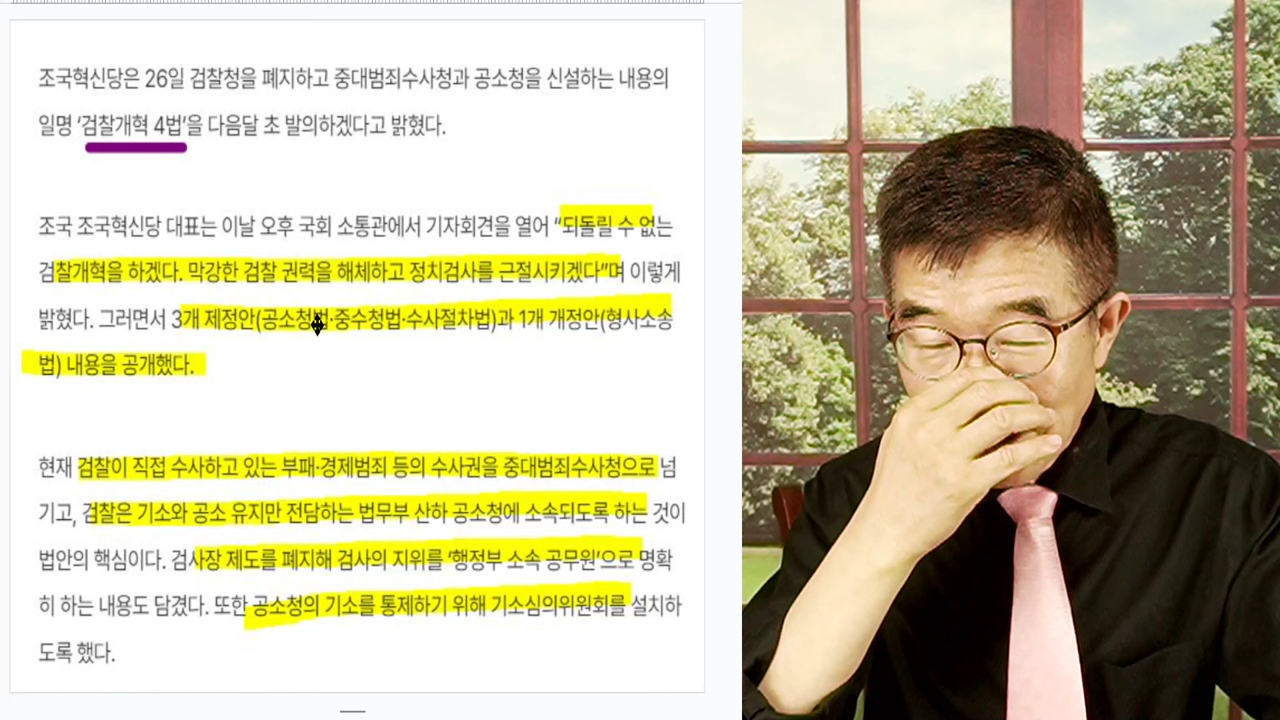 조국혁신당은 26일 검찰청을 폐지하고 중대범죄수사청과 공소청을 신설하는 내용의
일명 ‘검찰개혁 4법’을 다음달 초 발의하겠다고 밝혔다.
조국 조국혁신당 대표는 이날 오후 국회 소통관에서 기자회견을 열어 “되돌릴 수 없는
검찰개혁을 하겠다. 막강한 검찰 권력을 해체하고 정치검사를 근절시키겠다”며 이렇게
밝혔다. 그러면서 3개 제정안(공소청법·중수청법·수사절차법)과 1개 개정안(형사소송
법) 내용을 공개했다.
현재 검찰이 직접 수사하고 있는 부패·경제범죄 등의 수사권을 중대범죄수사청으로 넘
기고, 검찰은 기소와 공소 유지만 전담하는 법무부 산하 공소청에 소속되도록 하는 것이
법안의 핵심이다. 검사장 제도를 폐지해 검사의 지위를 ‘행정부 소속 공무원’으로 명확
히 하는 내용도 담겼다. 또한 공소청의 기소를 통제하기 위해 기소심의위원회를 설치하
도록 했다.